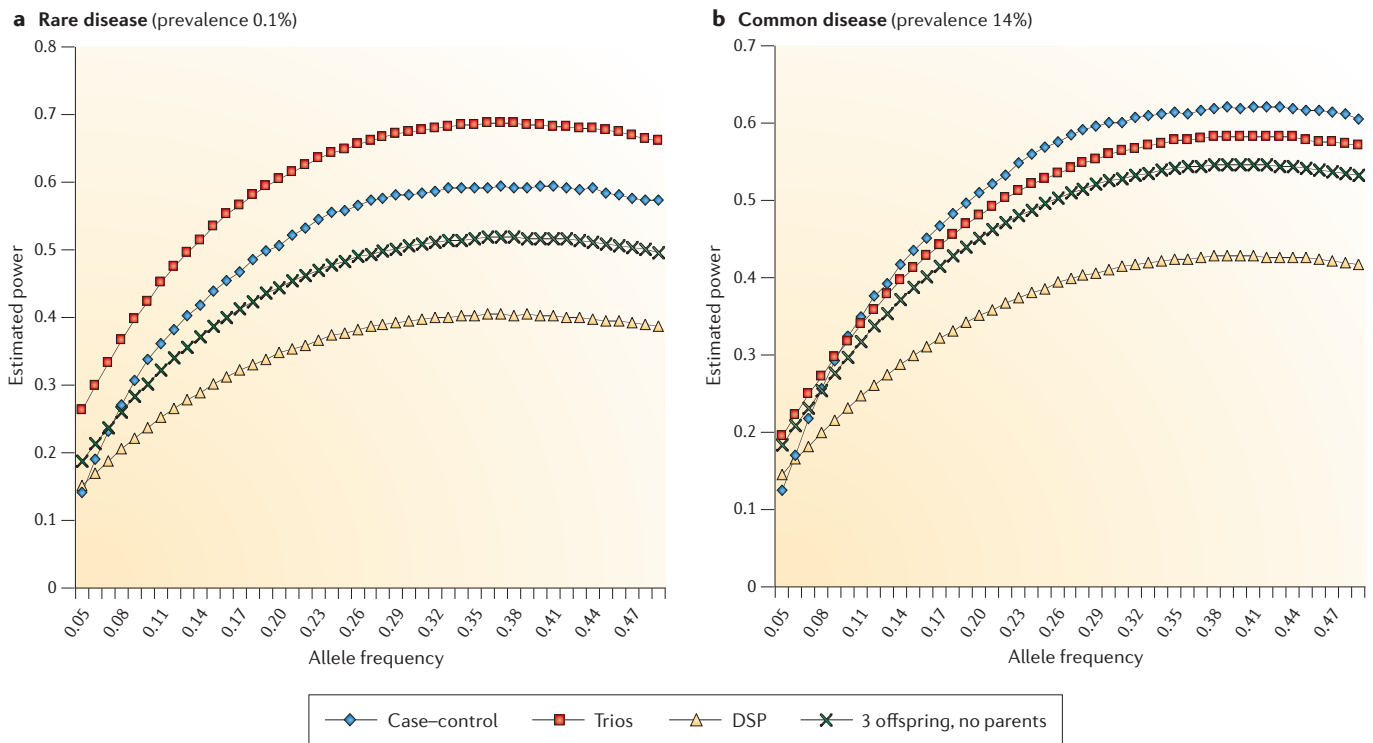 a Rare disease (prevalence 0.1%)
0.8
0.7
0.6
0.5
0.4
0.3
0.2
0.1
0
Estimated power
0.05 0.08 0.11 0.14 0.17 0.20 0.23 0.26 0.29 0.32 0.35 0.38 0.41 0.44 0.47
Allele frequency
b Common disease (prevalence 14%)
0.7
0.6
0.5
0.4
0.3
0.2
0.1
0
Estimated power
0.05 0.08 0.11 0.14 0.17 0.20 0.23 0.26 0.29 0.32 0.35 0.38 0.41 0.44 0.47
Allele frequency
Case–control Trios DSP 3 offspring, no parents